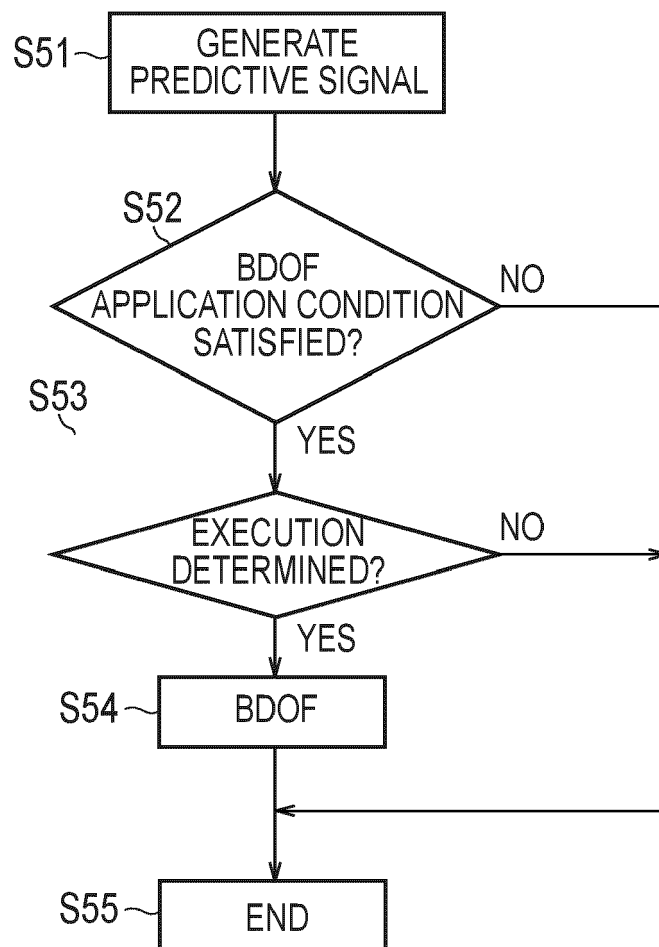 S51
GENERATE
PREDICTIVE SIGNAL
S52
BDOF
APPLICATION CONDITION
SATISFIED?
NO
S53
YES
EXECUTION
DETERMINED?
NO
YES
S54
BDOF
S55
END